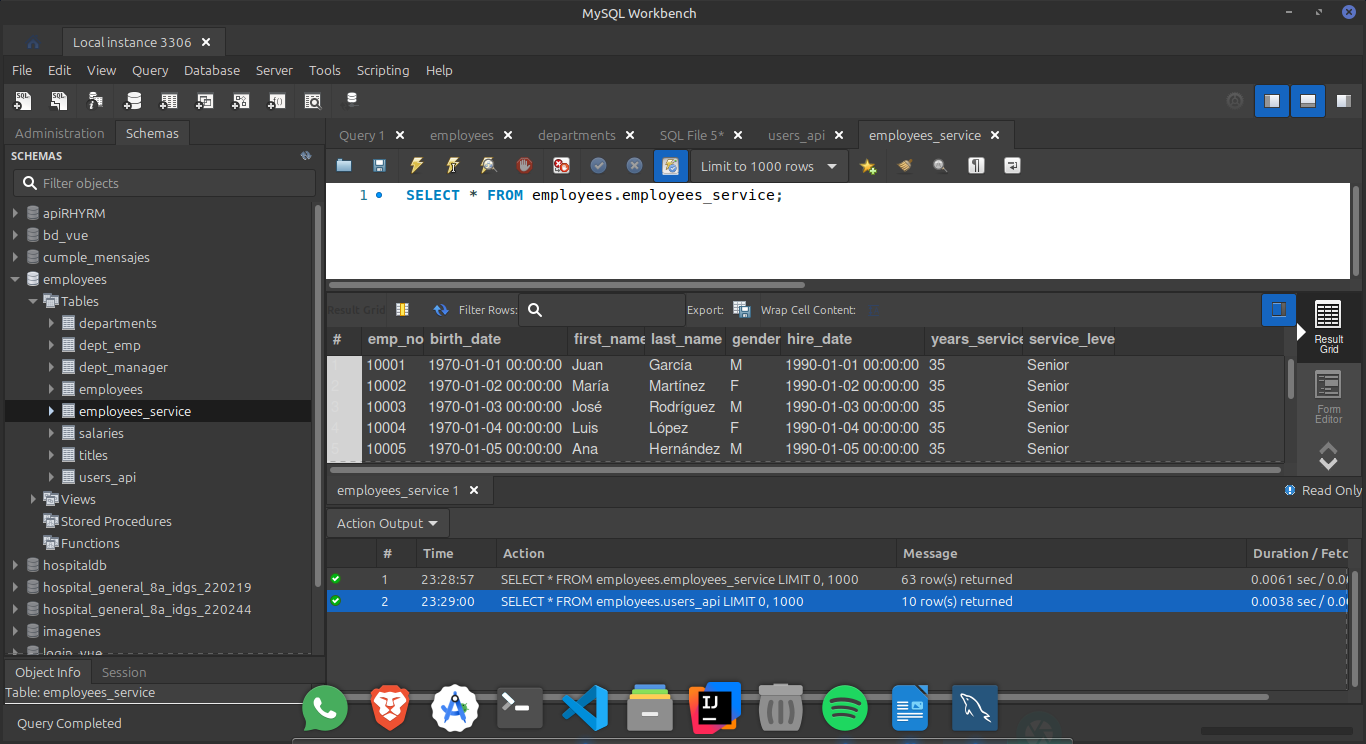 MySQL Workbench
Local instance 3306
File Edit View Query Database Server Tools Scripting Help
Administration Schemas
SCHEMAS
Filter objects
apiRHYRM
bd_vue
cumple_mensajes
employees
Tables
departments
dept_emp
dept_manager
employees
employees_service
salaries
titles
users_api
Views
Stored Procedures
Functions
hospitaldb
hospital_general_8a_idgs_220219
hospital_general_8a_idgs_220244
imagenes
login_vue
Object Info Session
Table: employees_service
Query Completed
Query 1 employees departments SQL File 5* users_api employees_service
Limit to 1000 rows
1 SELECT * FROM employees.employees_service;
Result Grid Filter Rows: Export: Wrap Cell Content:
# emp_no birth_date first_name last_name gender hire_date years_service service_leve
10001 1970-01-01 00:00:00 Juan García M 1990-01-01 00:00:00 35 Senior
10002 1970-01-02 00:00:00 María Martínez F 1990-01-02 00:00:00 35 Senior
10003 1970-01-03 00:00:00 José Rodríguez M 1990-01-03 00:00:00 35 Senior
10004 1970-01-04 00:00:00 Luis López F 1990-01-04 00:00:00 35 Senior
10005 1970-01-05 00:00:00 Ana Hernández M 1990-01-05 00:00:00 35 Senior
Result
Grid
Form
Editor
employees_service 1
Read Only
Action Output
# Time Action Message Duration / Fetc
1 23:28:57 SELECT * FROM employees.employees_service LIMIT 0, 1000 63 row(s) returned 0.0061 sec / 0.0
2 23:29:00 SELECT * FROM employees.users_api LIMIT 0, 1000 10 row(s) returned 0.0038 sec / 0.0
IJ